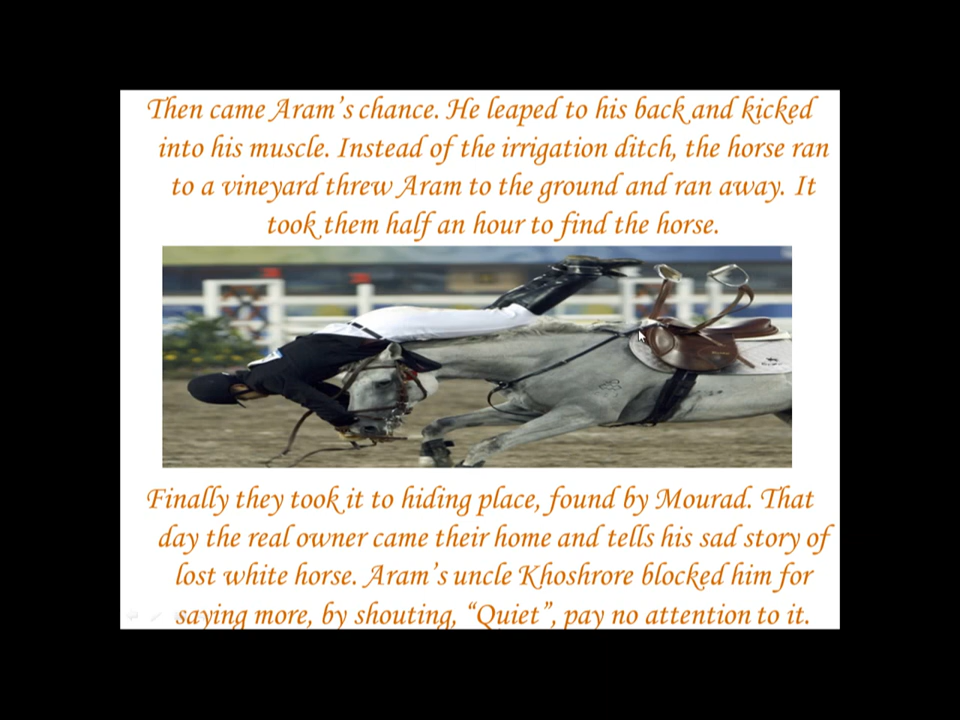 Then came Aram's chance. He leaped to his back and kicked
into his muscle. Instead of the irrigation ditch, the horse ran
to a vineyard threw Aram to the ground and ran away. It
took them half an hour to find the horse.
Finally they took it to hiding place, found by Mourad. That
day the real owner came their home and tells his sad story of
lost white horse. Aram's uncle Khoshrore blocked him for
saying more, by shouting, “Quiet”, pay no attention to it.